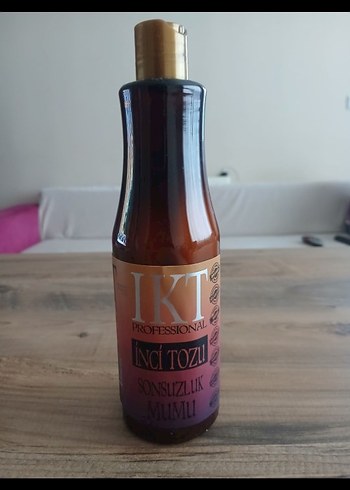 IKT
PROFESSIONAL
İNCİ TOZU
SONSUZLUK
MUMU